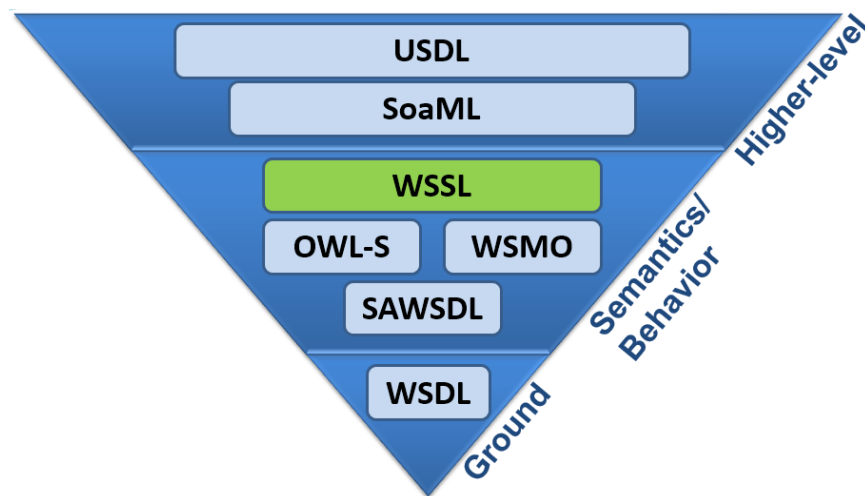 USDL
SoaML
Higher-level
WSSL
OWL-S WSMO
SAWSDL
Semantics/
Behavior
WSDL
Ground